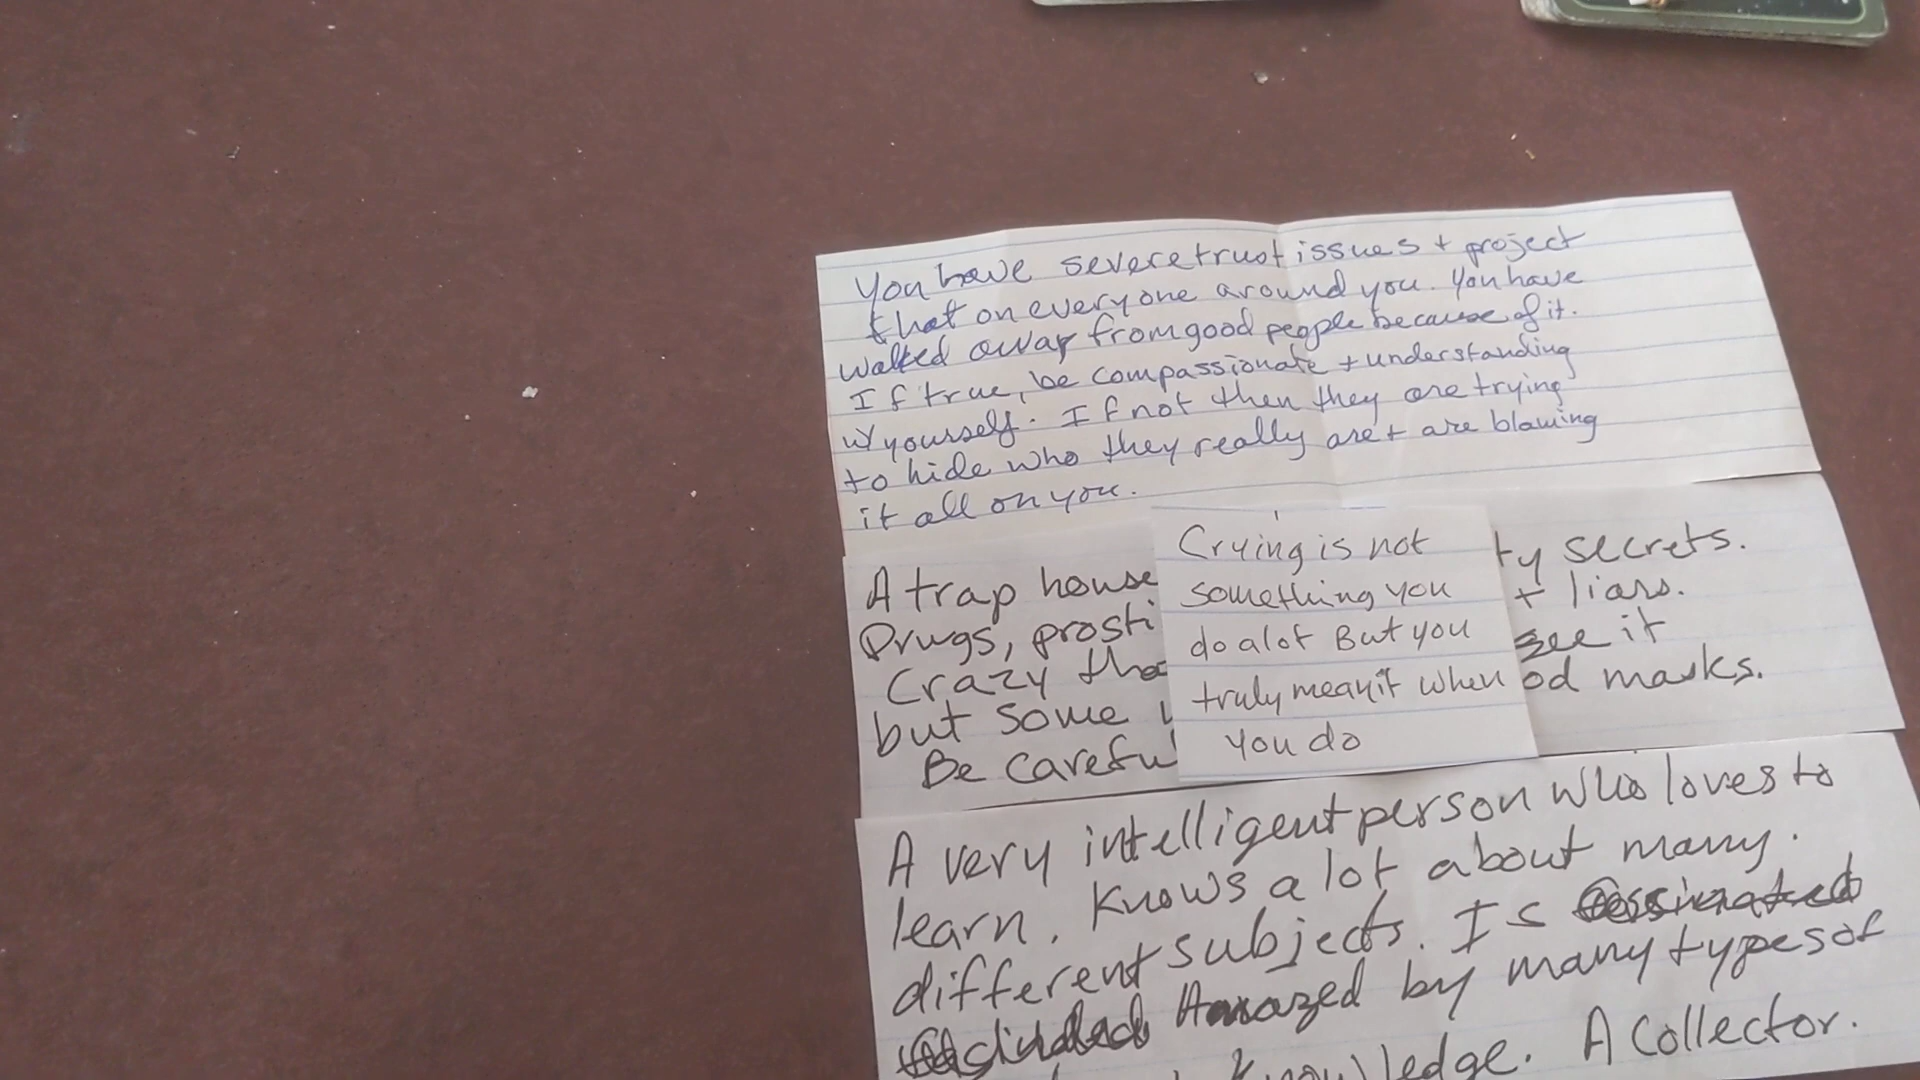 You have severe trust issues + project
that on everyone around you. You have
walked away from good people because of it.
If true, be compassionate + understanding
w/ yourself. If not then they are trying
to hide who they really are + are blaming
it all on you.
Crying is not
something you
do a lot But you
truly mean it when
you do
A trap house ty secrets.
Drugs, prosti + liars.
Crazy tha see it
but some od masks.
Be Careful
A very intelligent person who loves to
learn. Knows a lot about many.
different subjects. Is
Amazed by many types of
Knowledge. A Collector.